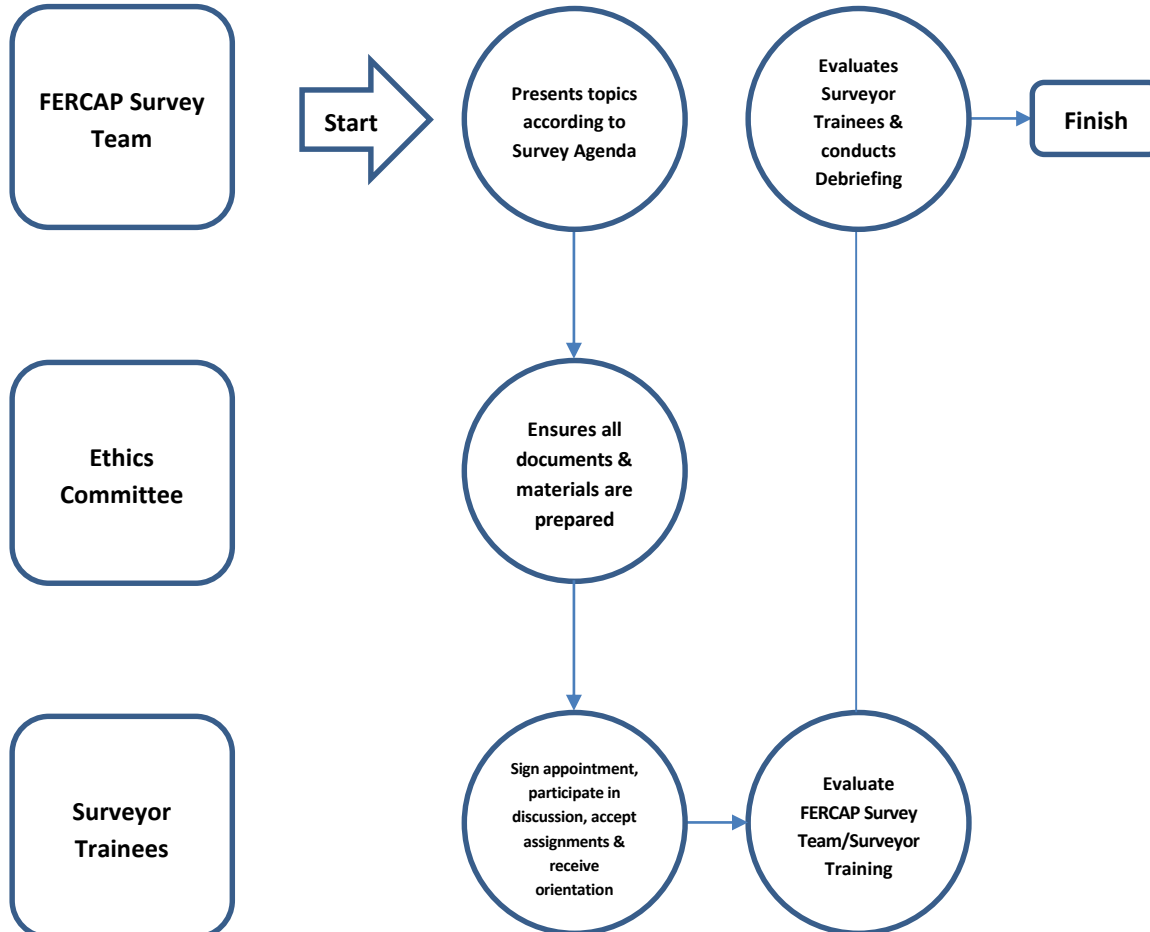 FERCAP Survey
Team
Start
Presents topics
according to
Survey Agenda
Evaluates
Surveyor
Trainees &
conducts
Debriefing
Finish
Ethics
Committee
Ensures all
documents &
materials are
prepared
Surveyor
Trainees
Sign appointment,
participate in
discussion, accept
assignments &
receive
orientation
Evaluate
FERCAP Survey
Team/Surveyor
Training